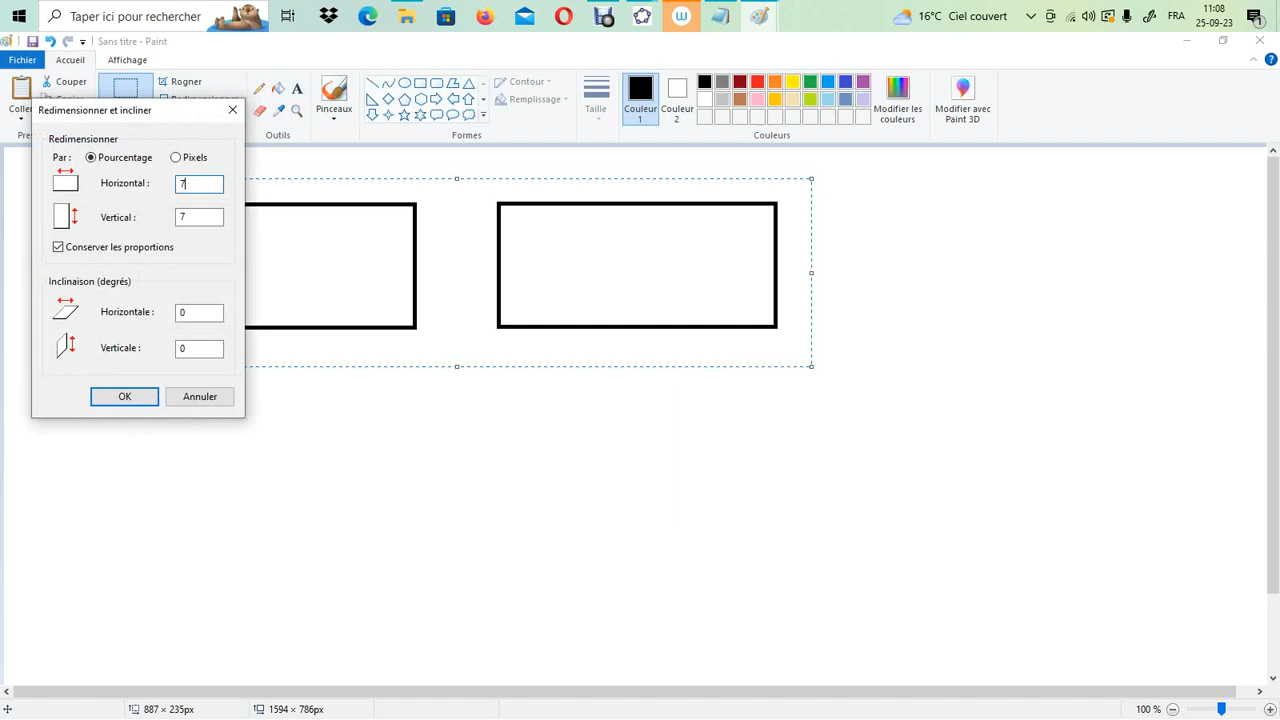 Taper ici pour rechercher
16°C Ciel couvert
FRA
11:08
25-09-23
1
Sans titre - Paint
Fichier
Accueil
Affichage
Couper
Rogner
Contour
Remplissage
Coller
Pinceaux
Taille
Couleur
1
Couleur
2
Modifier les
couleurs
Modifier avec
Paint 3D
Outils
Formes
Couleurs
Redimensionner et incliner
Redimensionner
Par :
Pourcentage
Pixels
Horizontal :
7
Vertical :
7
Conserver les proportions
Inclinaison (degrés)
Horizontale :
0
Verticale :
0
OK
Annuler
887 × 235px
1594 × 786px
100 %